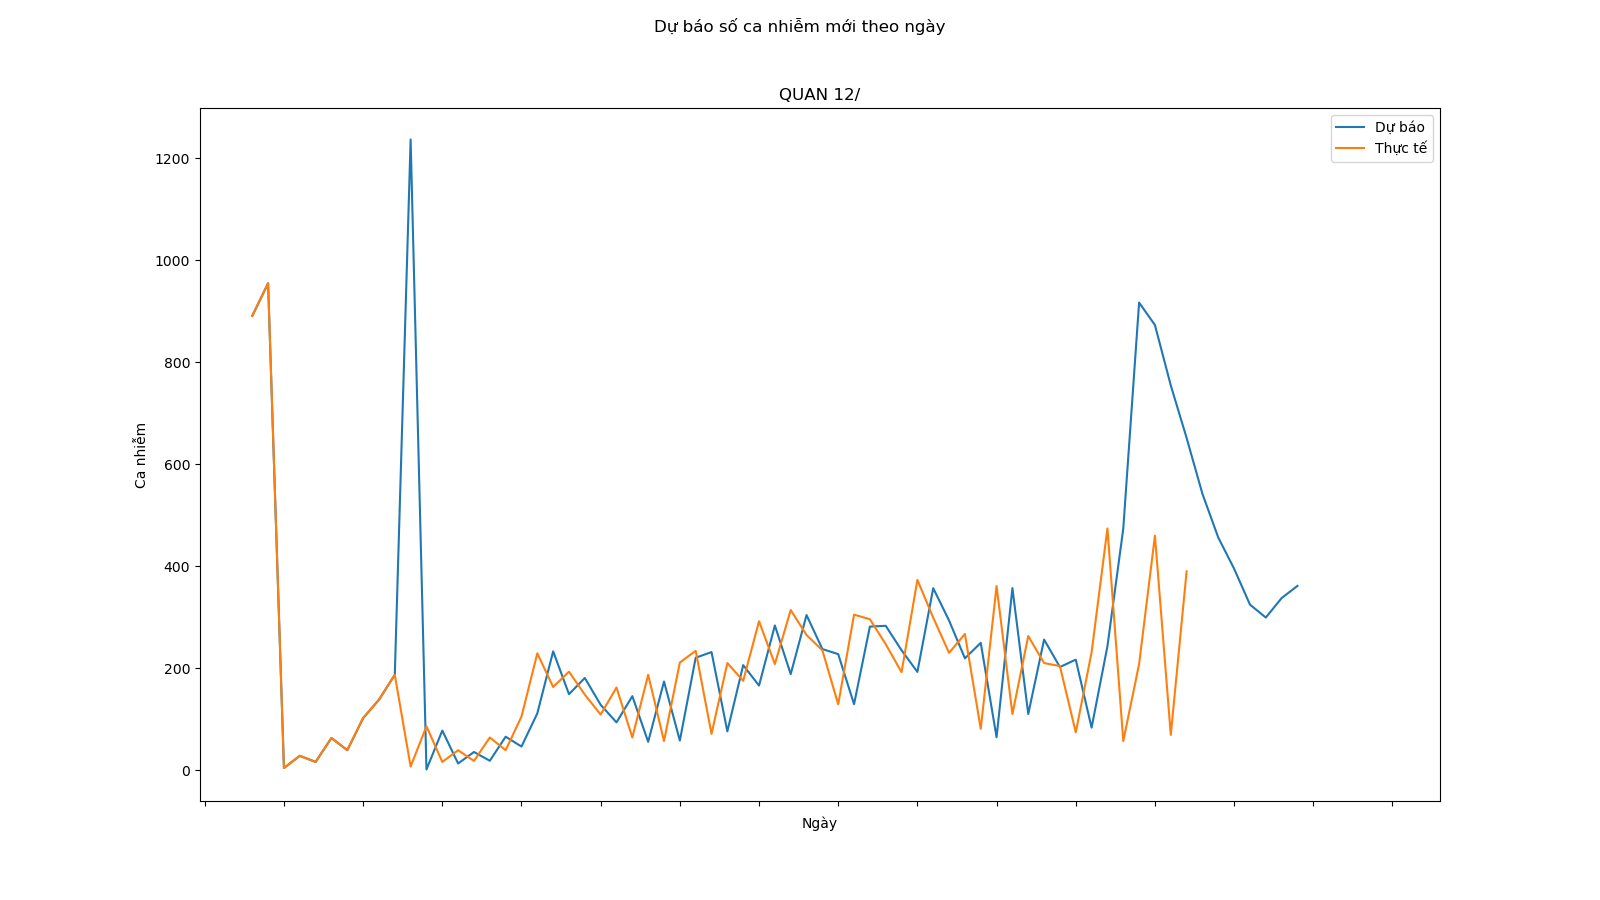 Dự báo số ca nhiễm mới theo ngày
QUAN 12/
Dự báo
Thực tế
1200
1000
800
600
400
200
0
Ca nhiễm
Ngày